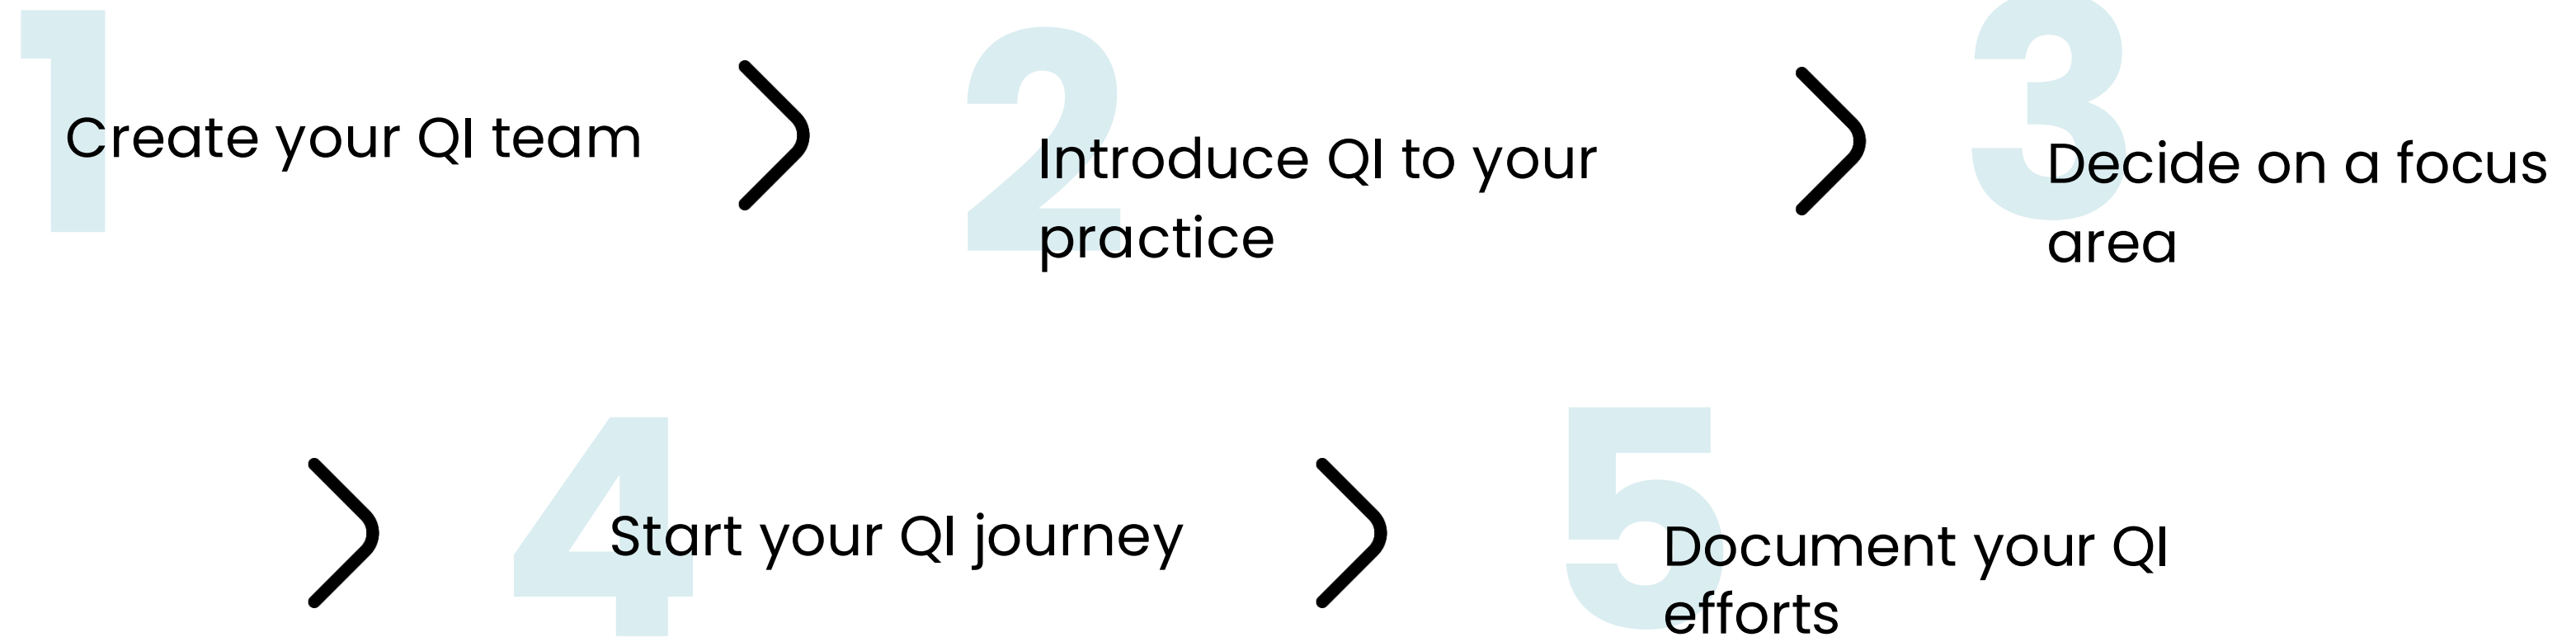 1
Create your QI team
2
Introduce QI to your
practice
3
Decide on a focus
area
4
Start your QI journey
5
Document your QI
efforts